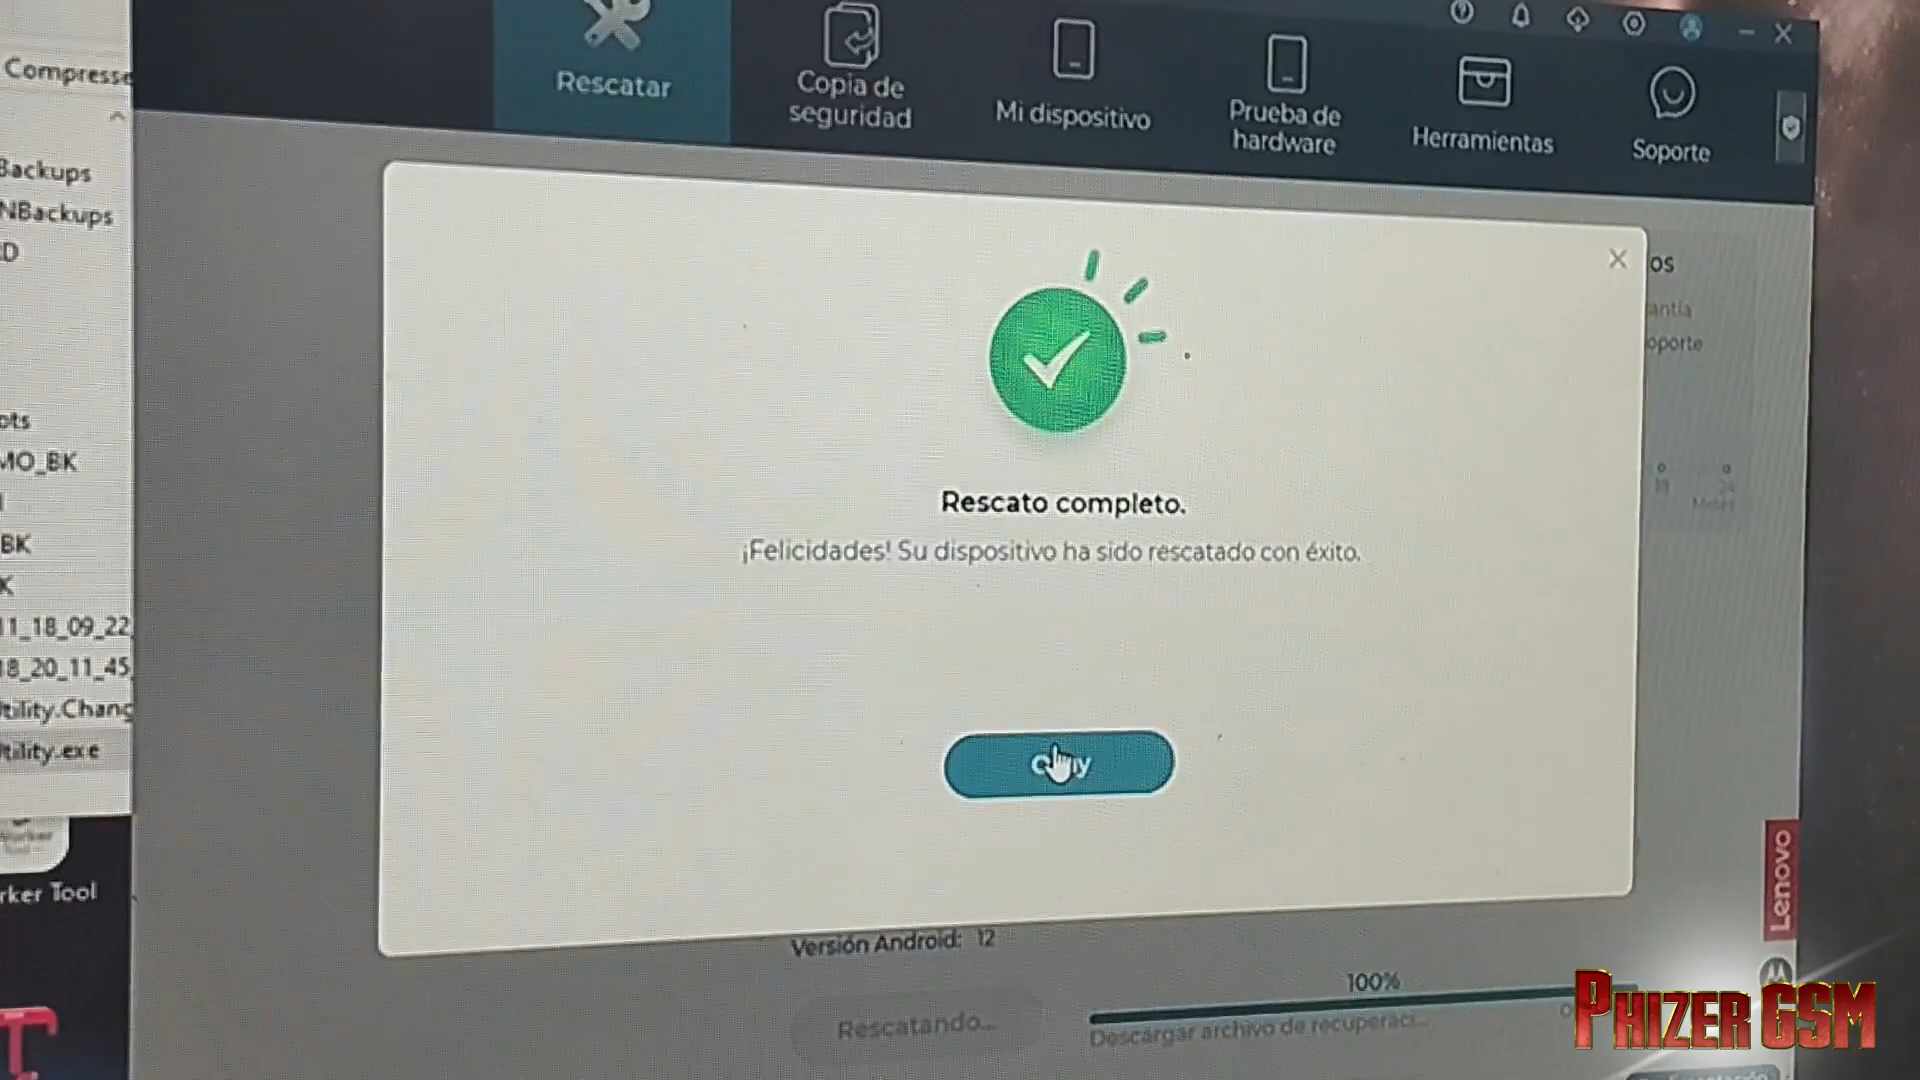 Compresse
Backups
NBackups
D
ots
MO_BK
BK
K
11_18_09_22
18_20_11_45
tility.Chang
tility.exe
rker Tool
Rescatar
Copia de
seguridad
Mi dispositivo
Prueba de
hardware
Herramientas
Soporte
os
antía
oporte
Rescato completo.
¡Felicidades! Su dispositivo ha sido rescatado con éxito.
Versión Android: 12
100%
Rescatando...
Descargar archivo de recuperaci...
Lenovo
PHIZER GSM